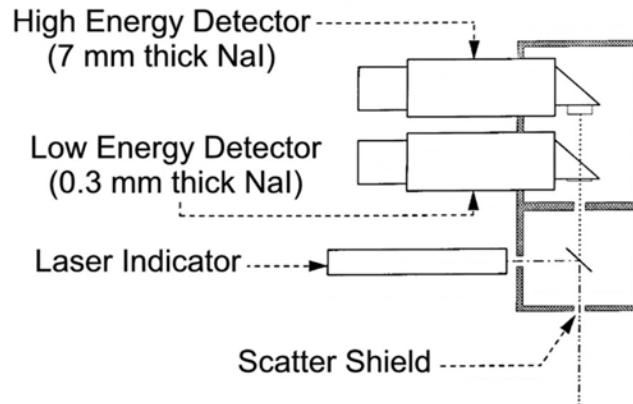 High Energy Detector
(7 mm thick NaI)
Low Energy Detector
(0.3 mm thick NaI)
Laser Indicator
Scatter Shield